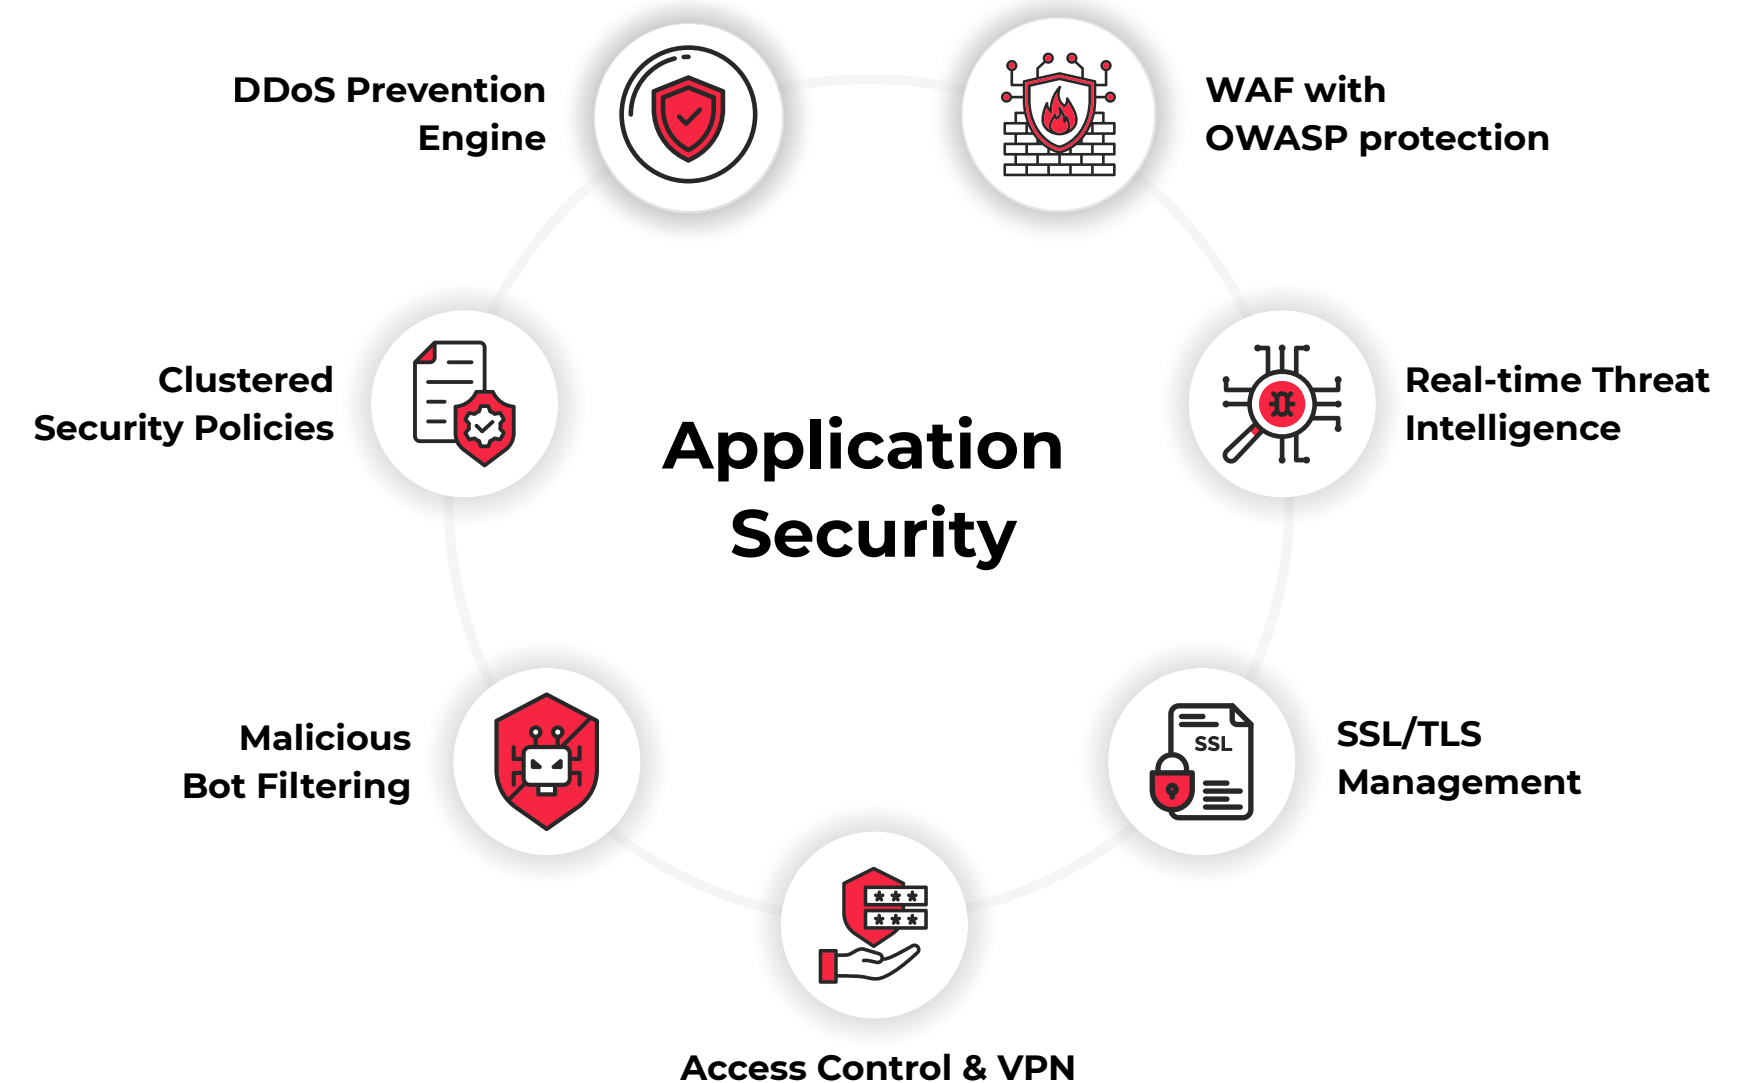 DDoS Prevention
Engine
WAF with
OWASP protection
Clustered
Security Policies
Real-time Threat
Intelligence
Application
Security
Malicious
Bot Filtering
SSL
SSL/TLS
Management
*** 
***
Access Control & VPN